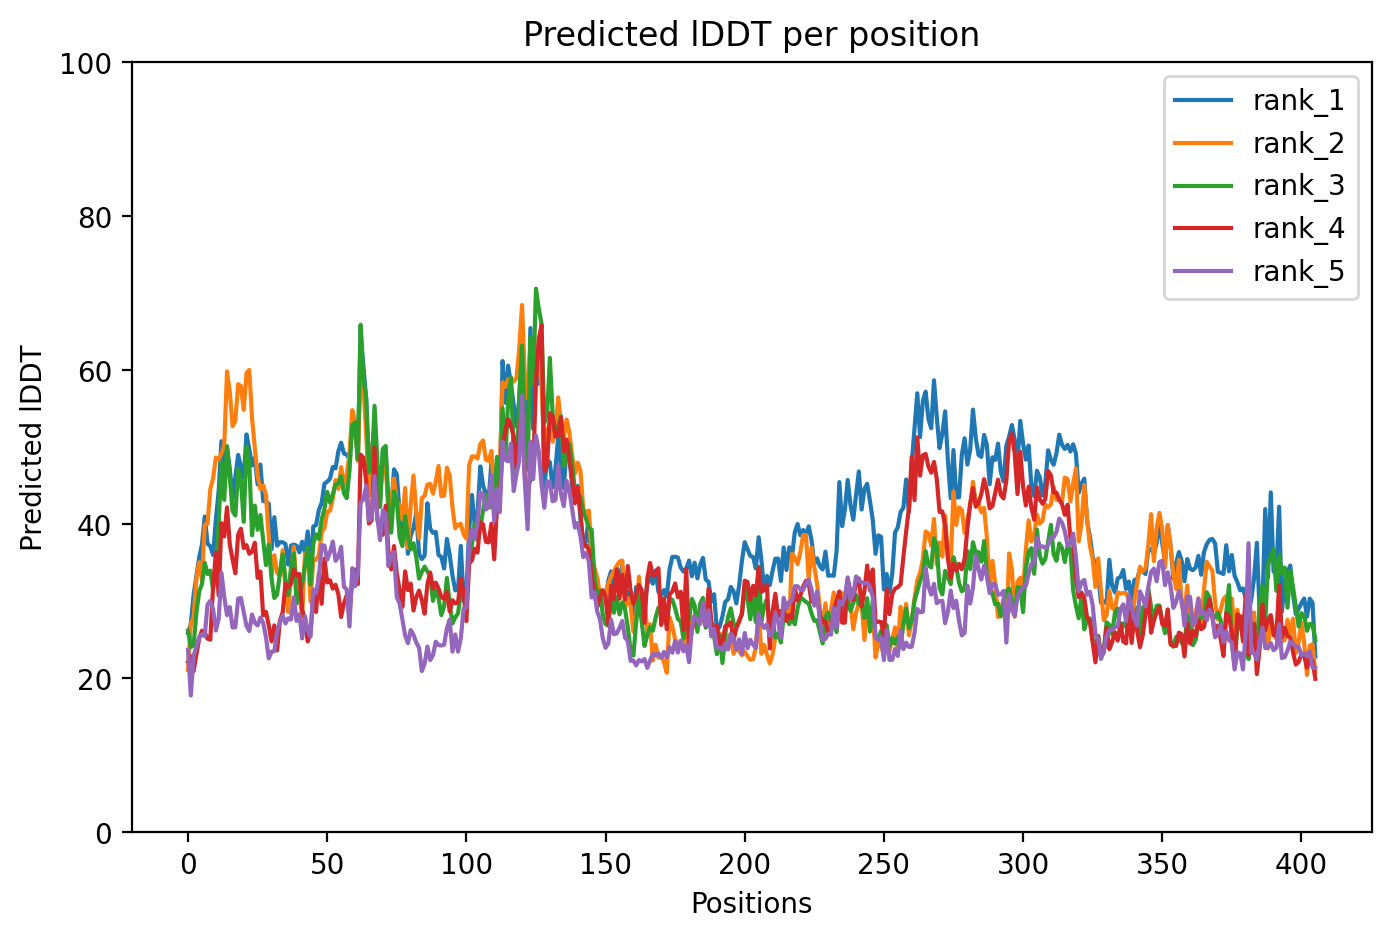 Predicted lDDT per position
100
80
60
40
20
0
Predicted lDDT
0 50 100 150 200 250 300 350 400
Positions
rank_1
rank_2
rank_3
rank_4
rank_5